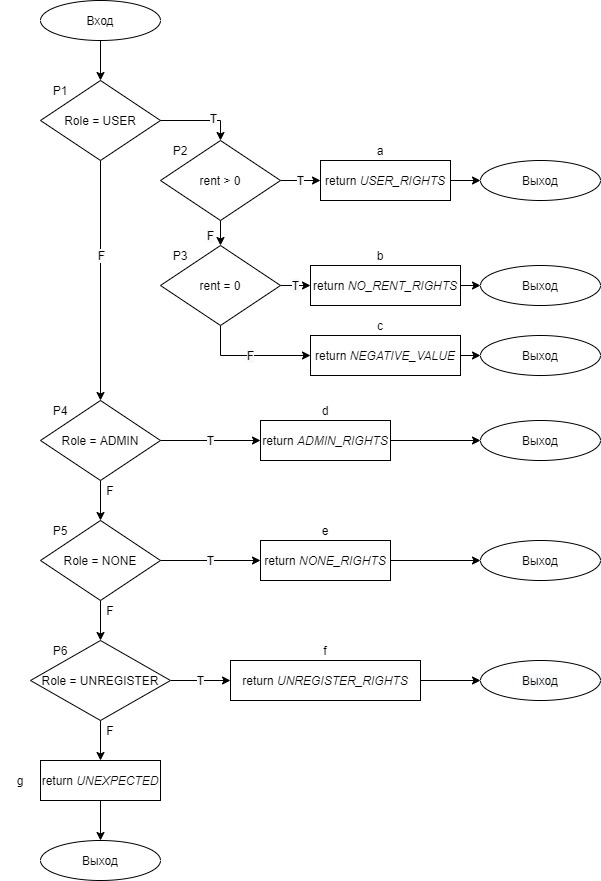 Вход
P1
Role = USER
T
P2
a
rent > 0
T
return USER_RIGHTS
Выход
F
P3
b
rent = 0
T
return NO_RENT_RIGHTS
Выход
F
c
F
return NEGATIVE_VALUE
Выход
P4
d
Role = ADMIN
T
return ADMIN_RIGHTS
Выход
F
P5
e
Role = NONE
T
return NONE_RIGHTS
Выход
F
P6
f
Role = UNREGISTER
T
return UNREGISTER_RIGHTS
Выход
F
g
return UNEXPECTED
Выход